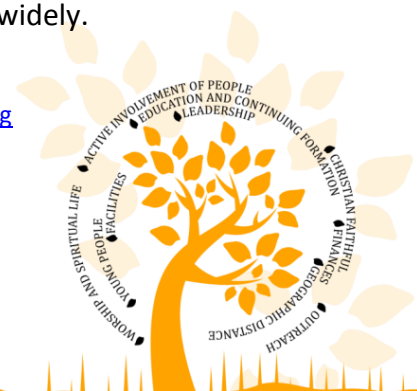 widely.
g
ACTIVE INVOLVEMENT OF PEOPLE
EDUCATION AND CONTINUING FORMATION
LEADERSHIP
CHRISTIAN FAITHFUL
FINANCES
GEOGRAPHIC DISTANCE
OUTREACH
WORSHIP AND SPIRITUAL LIFE
YOUNG PEOPLE
FACILITIES